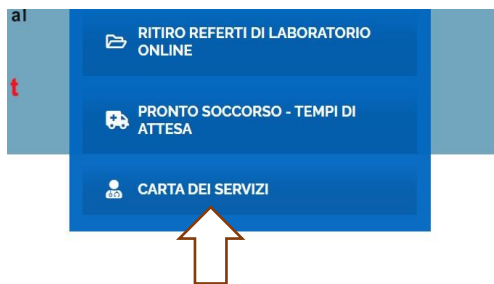 al
RITIRO REFERTI DI LABORATORIO
ONLINE
t
PRONTO SOCCORSO - TEMPI DI
ATTESA
CARTA DEI SERVIZI